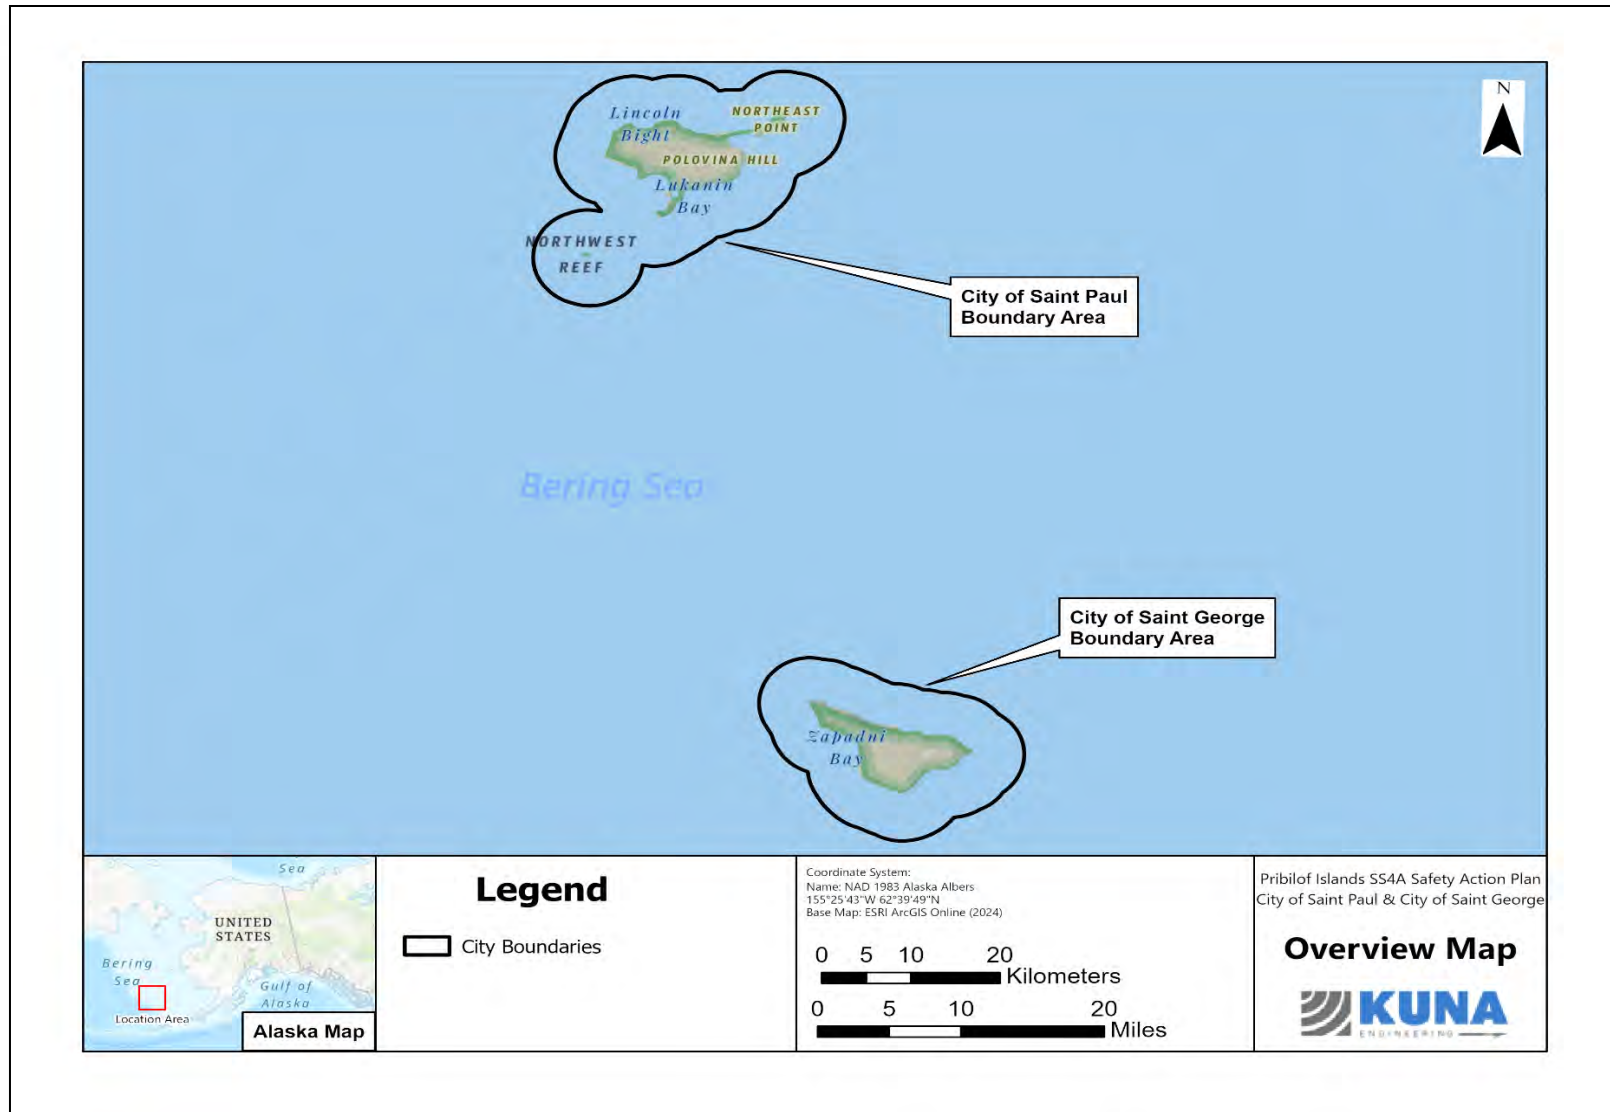 N
Lincoln
Bight
NORTHEAST
POINT
POLOVINA HILL
Lukanin
Bay
NORTHWEST
REEF
City of Saint Paul
Boundary Area
Bering Sea
City of Saint George
Boundary Area
Zapadni
Bay
Sea
UNITED
STATES
Bering
Sea
Gulf of
Alaska
Location Area
Alaska Map
Legend
City Boundaries
Coordinate System:
Name: NAD 1983 Alaska Albers
155°25'43"W 62°39'49"N
Base Map: ESRI ArcGIS Online (2024)
0 5 10 20
Kilometers
0 5 10 20
Miles
Pribilof Islands SS4A Safety Action Plan
City of Saint Paul & City of Saint George
Overview Map
KUNA
ENGINEERING